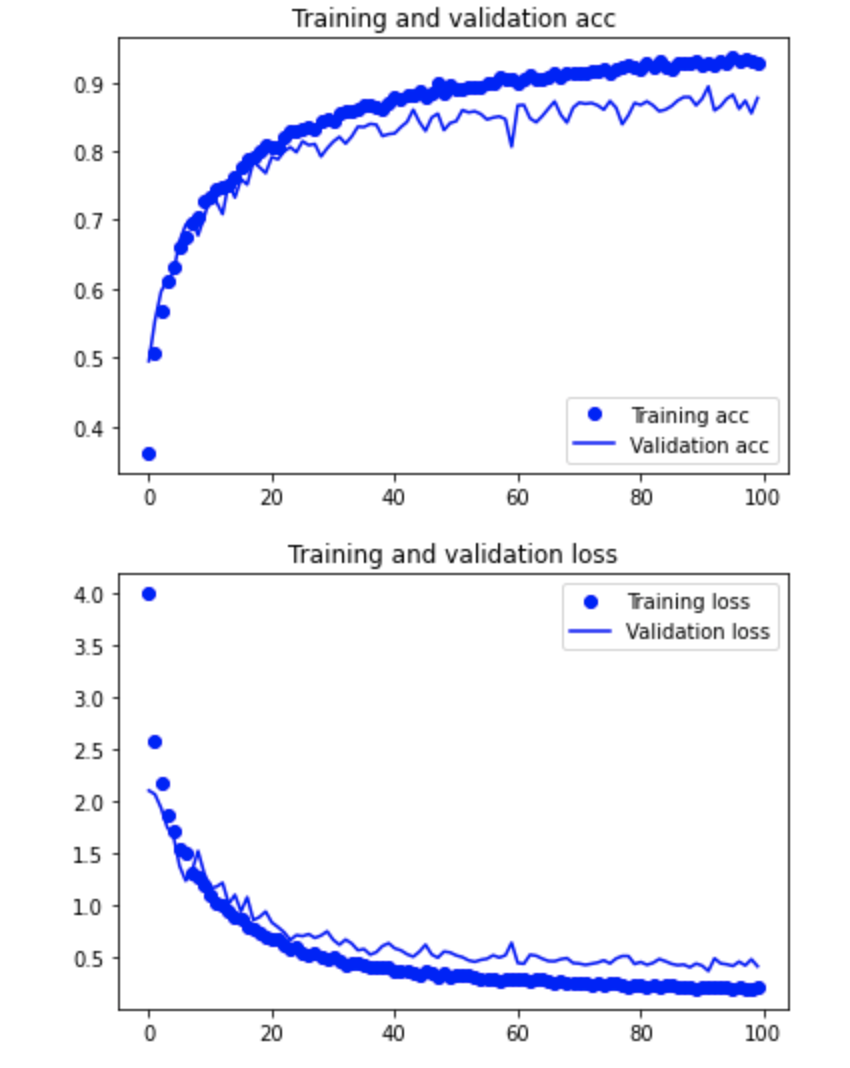 Training and validation acc
0.9
0.8
0.7
0.6
0.5
0.4
Training acc
Validation acc
0 20 40 60 80 100
Training and validation loss
4.0
3.5
3.0
2.5
2.0
1.5
1.0
0.5
Training loss
Validation loss
0 20 40 60 80 100